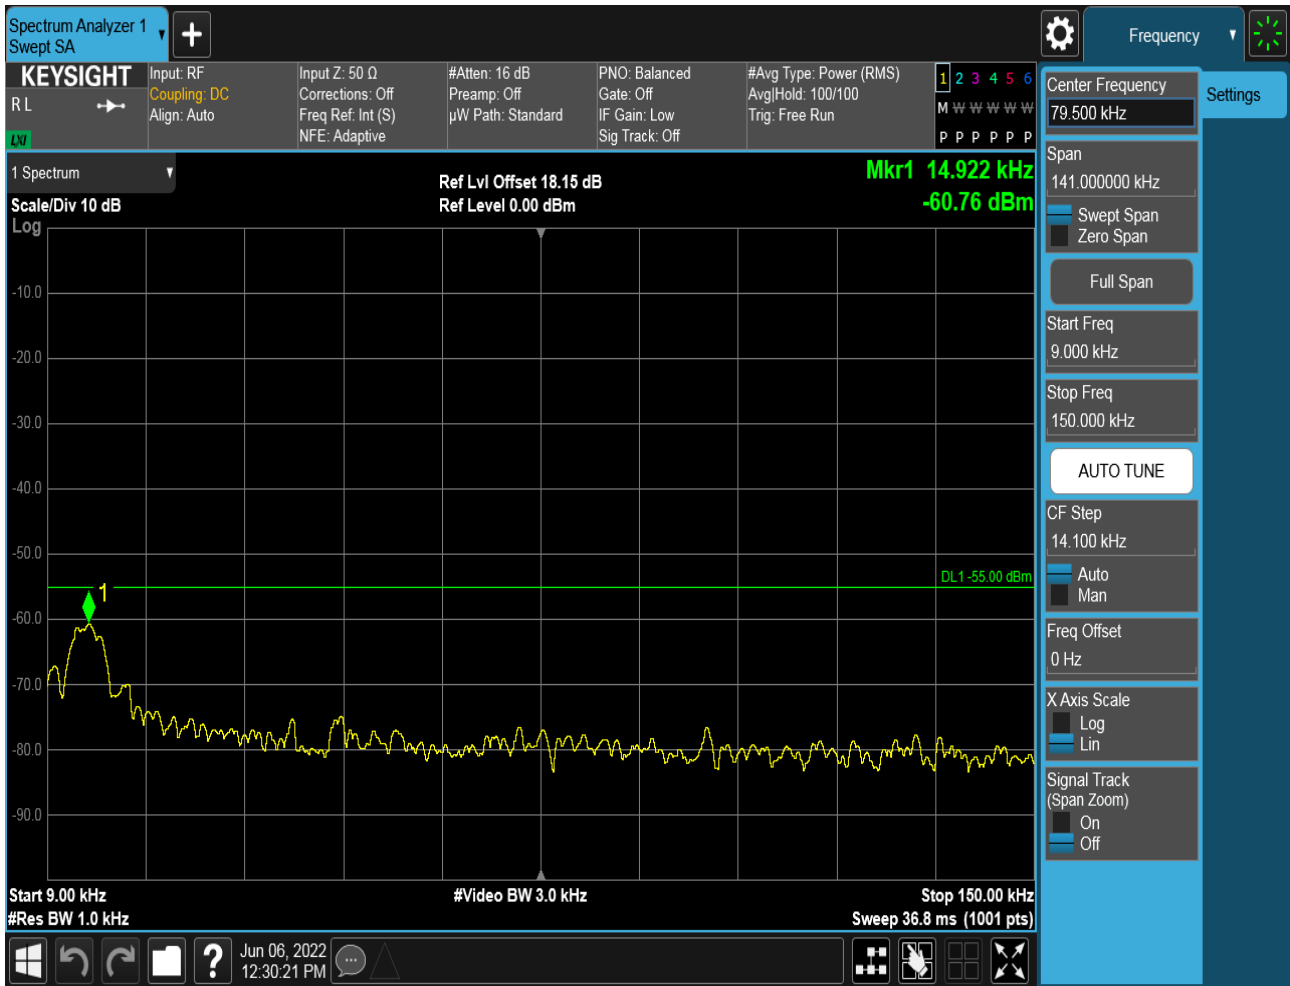 Spectrum Analyzer 1
Swept SA
Frequency
KEYSIGHT
R L
LXI
Input: RF
Coupling: DC
Align: Auto
Input Z: 50 Ω
Corrections: Off
Freq Ref: Int (S)
NFE: Adaptive
#Atten: 16 dB
Preamp: Off
µW Path: Standard
PNO: Balanced
Gate: Off
IF Gain: Low
Sig Track: Off
#Avg Type: Power (RMS)
Avg|Hold: 100/100
Trig: Free Run
1 2 3 4 5 6
M W W W W W
P P P P P P
1 Spectrum
Scale/Div 10 dB
Log
Ref Lvl Offset 18.15 dB
Ref Level 0.00 dBm
Mkr1 14.922 kHz
-60.76 dBm
-10.0
-20.0
-30.0
-40.0
-50.0
DL1 -55.00 dBm
1
-60.0
-70.0
-80.0
-90.0
Start 9.00 kHz
#Res BW 1.0 kHz
#Video BW 3.0 kHz
Stop 150.00 kHz
Sweep 36.8 ms (1001 pts)
Center Frequency
79.500 kHz
Settings
Span
141.000000 kHz
Swept Span
Zero Span
Full Span
Start Freq
9.000 kHz
Stop Freq
150.000 kHz
AUTO TUNE
CF Step
14.100 kHz
Auto
Man
Freq Offset
0 Hz
X Axis Scale
Log
Lin
Signal Track
(Span Zoom)
On
Off
?
Jun 06, 2022
12:30:21 PM